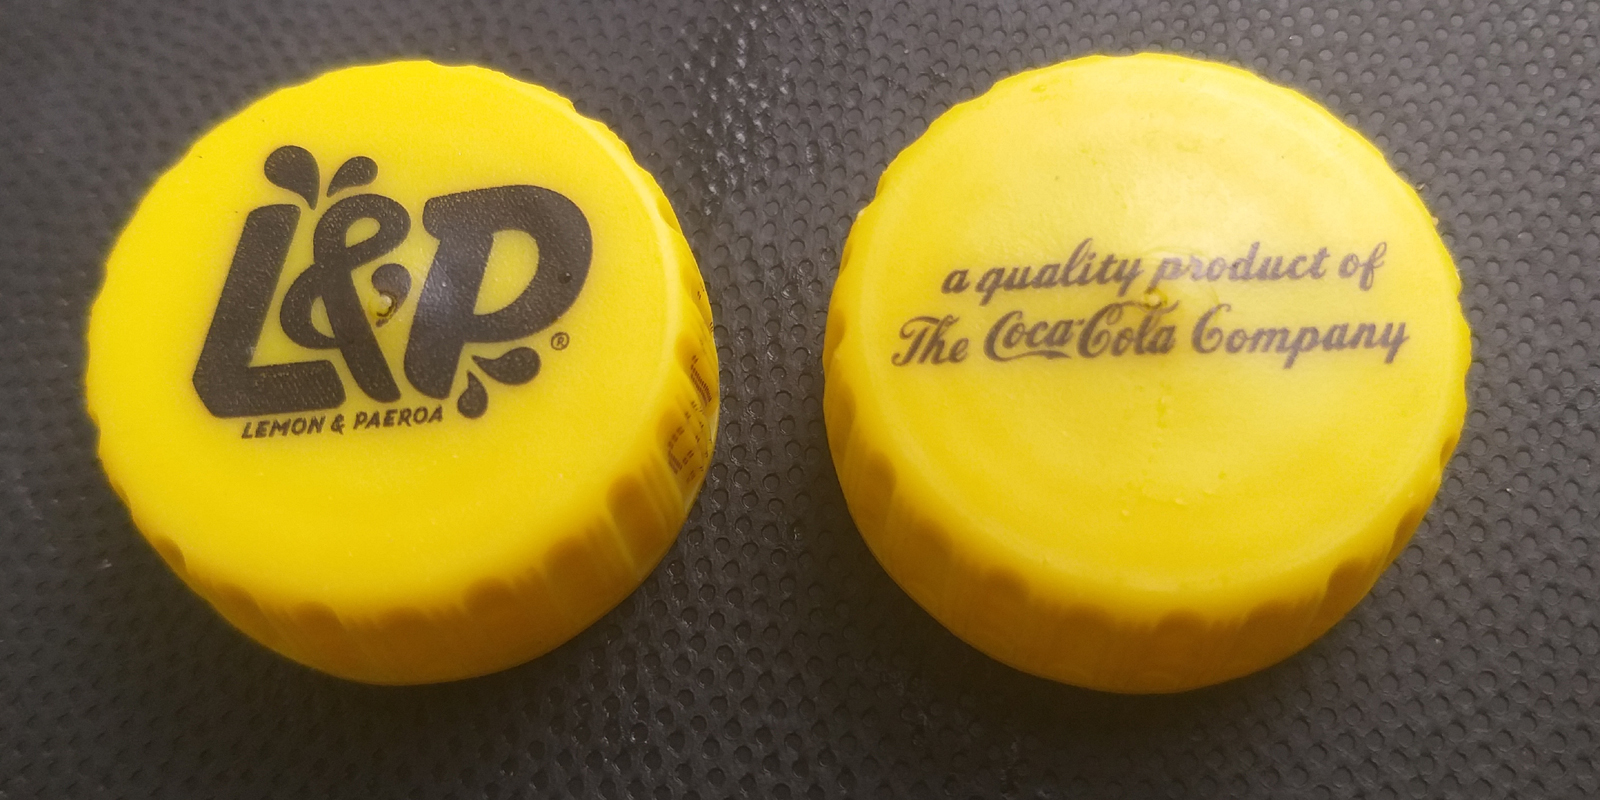 L&P®
LEMON & PAEROA
a quality product of
The Coca-Cola Company